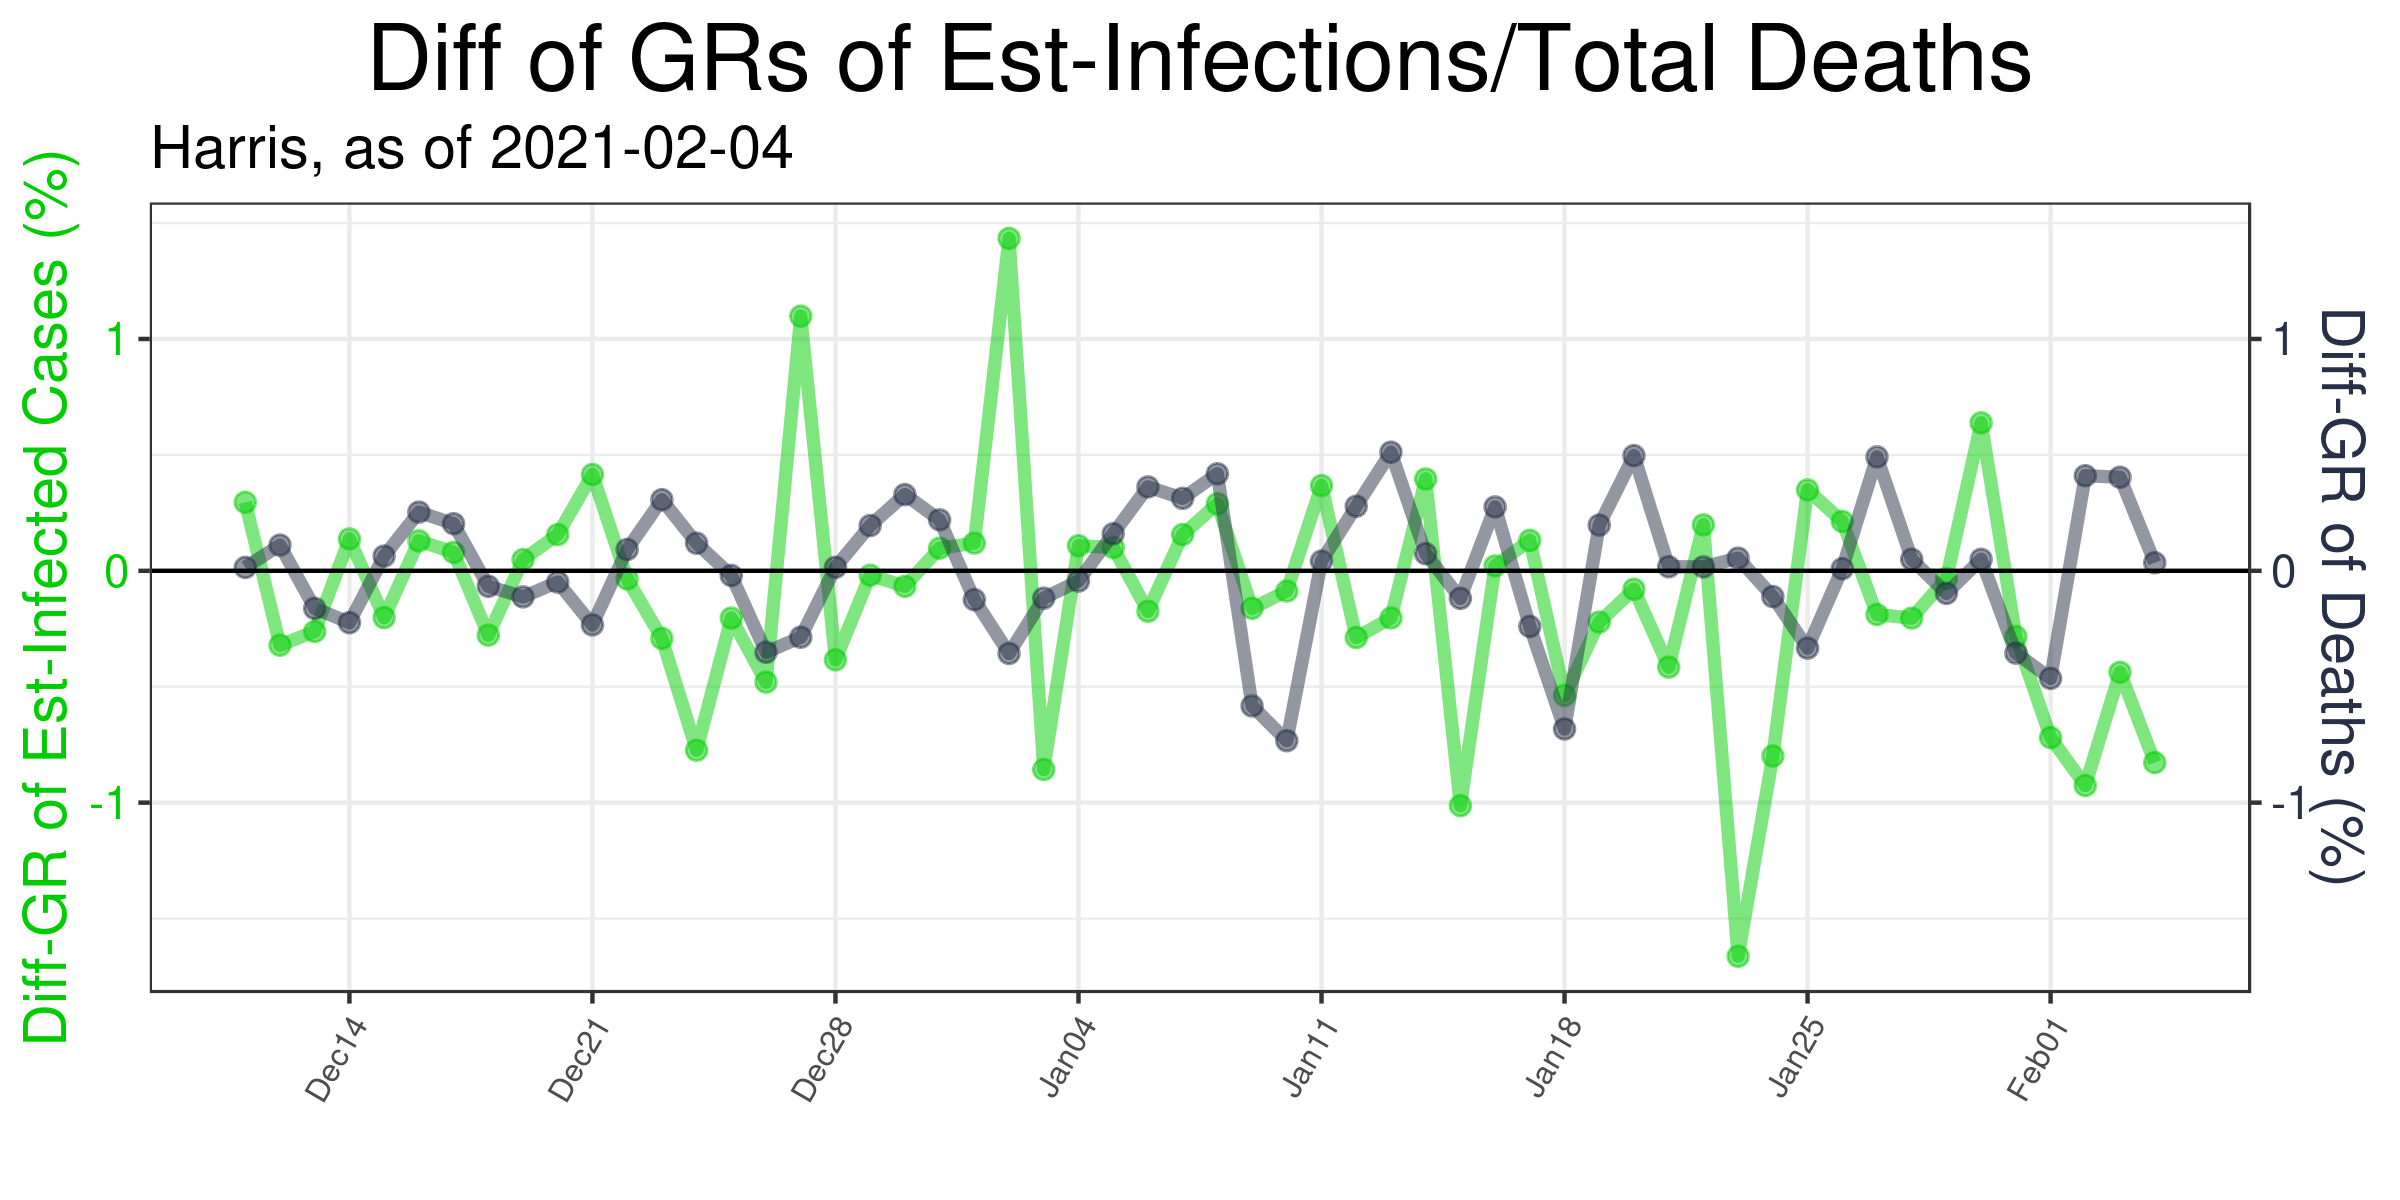 Diff of GRs of Est-Infections/Total Deaths
Harris, as of 2021-02-04
Diff-GR of Est-Infected Cases (%)
1
0
-1
1
0
-1
Diff-GR of Deaths (%)
Dec14
Dec21
Dec28
Jan04
Jan11
Jan18
Jan25
Feb01